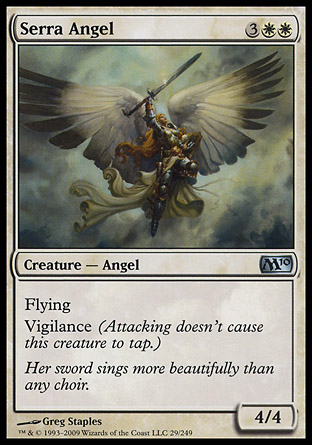 Serra Angel 3
Creature — Angel M10
Flying
Vigilance (Attacking doesn't cause
this creature to tap.)
Her sword sings more beautifully than
any choir.
Greg Staples
™ & © 1993–2009 Wizards of the Coast LLC 29/249
4/4